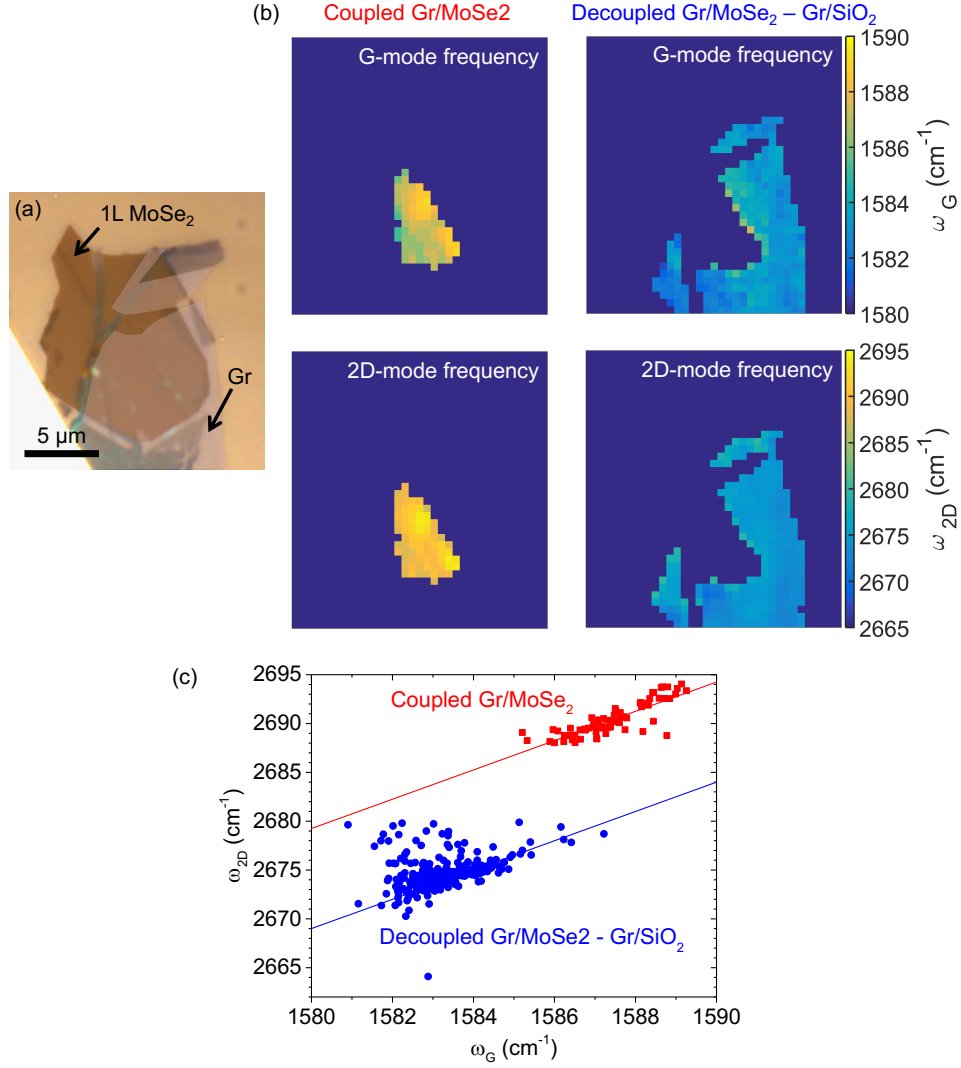 (a)
1L MoSe₂
Gr
5 µm
(b)
Coupled Gr/MoSe2
Decoupled Gr/MoSe₂ – Gr/SiO₂
G-mode frequency
G-mode frequency
1590
1588
1586
1584
1582
1580
ω G (cm⁻¹)
2D-mode frequency
2D-mode frequency
2695
2690
2685
2680
2675
2670
2665
ω 2D (cm⁻¹)
(c)
2695
2690
2685
2680
2675
2670
2665
ω2D (cm⁻¹)
Coupled Gr/MoSe₂
Decoupled Gr/MoSe2 - Gr/SiO₂
1580 1582 1584 1586 1588 1590
ωG (cm⁻¹)